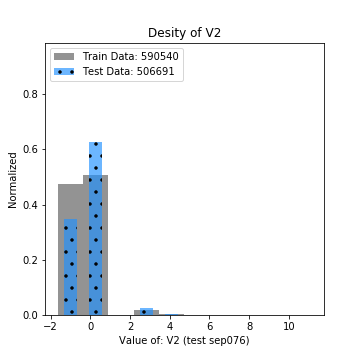 Desity of V2
Train Data: 590540
Test Data: 506691
Normalized
0.8
0.6
0.4
0.2
0.0
−2 0 2 4 6 8 10
Value of: V2 (test sep076)